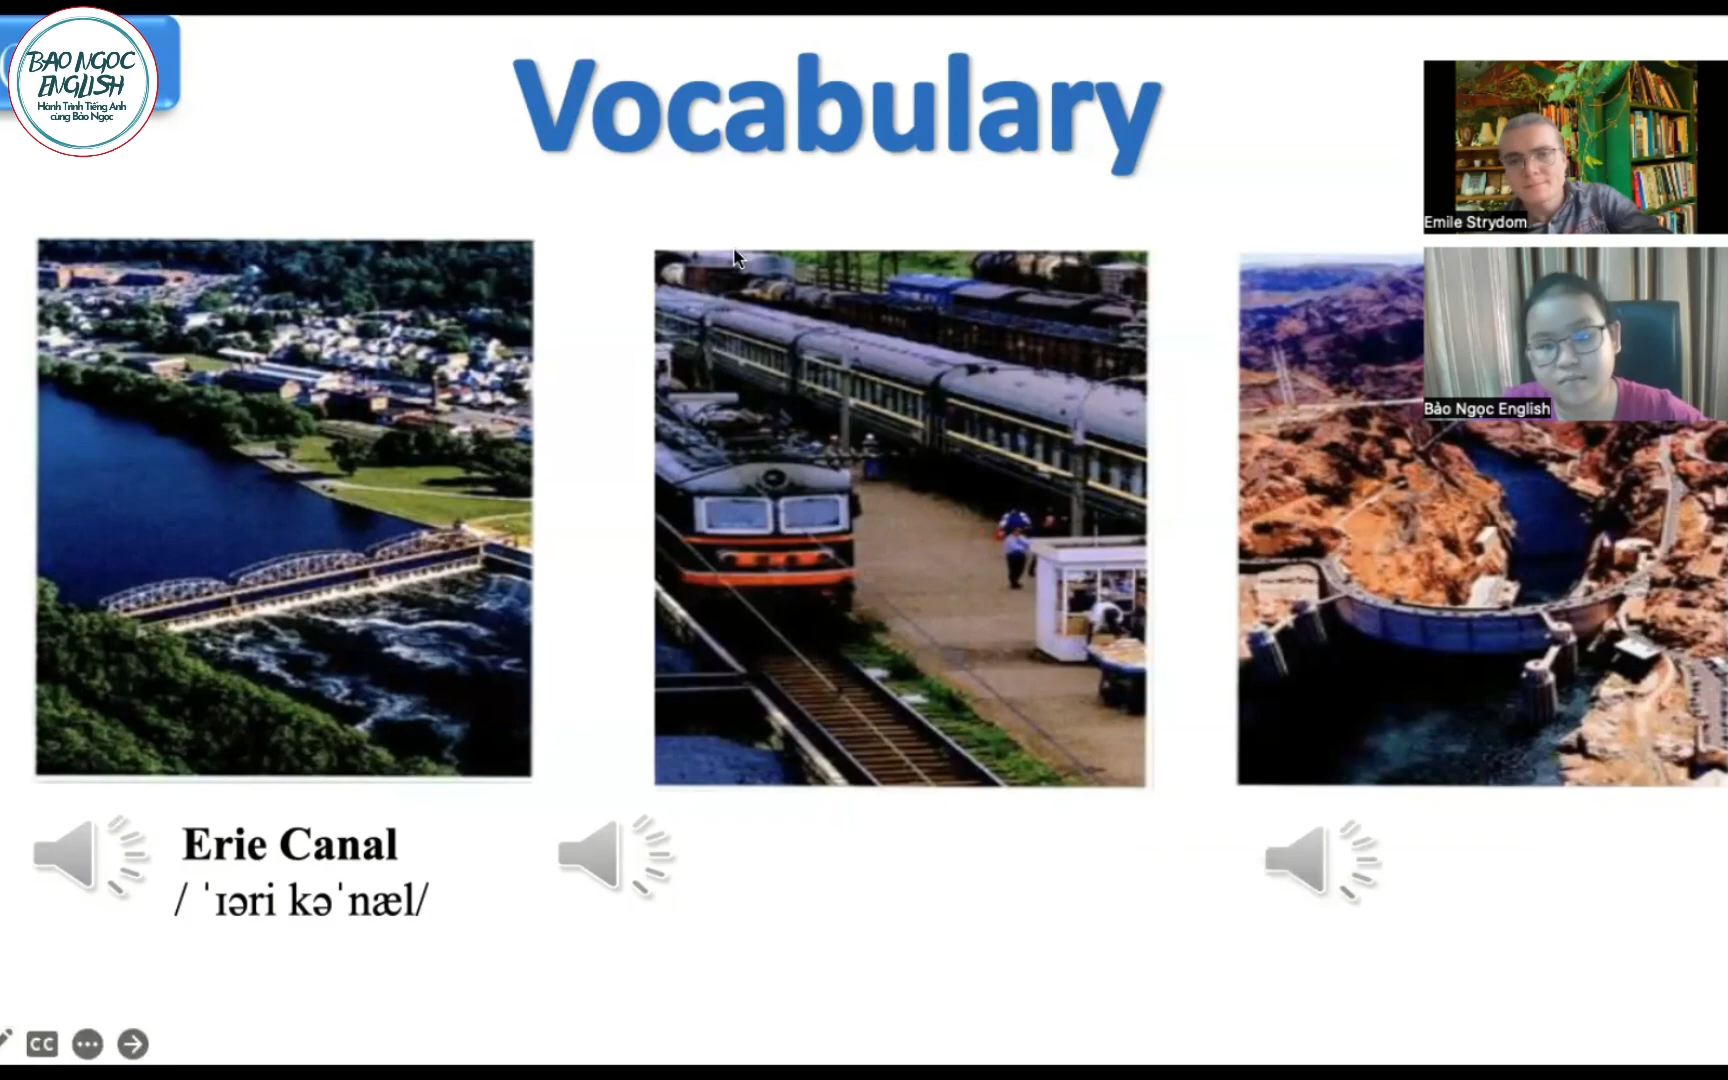 BAO NGOC
ENGLISH
Hành Trình Tiếng Anh
cùng Bảo Ngọc
Vocabulary
Emile Strydom
Bảo Ngọc English
Erie Canal
/ ˈɪəri kəˈnæl/
CC